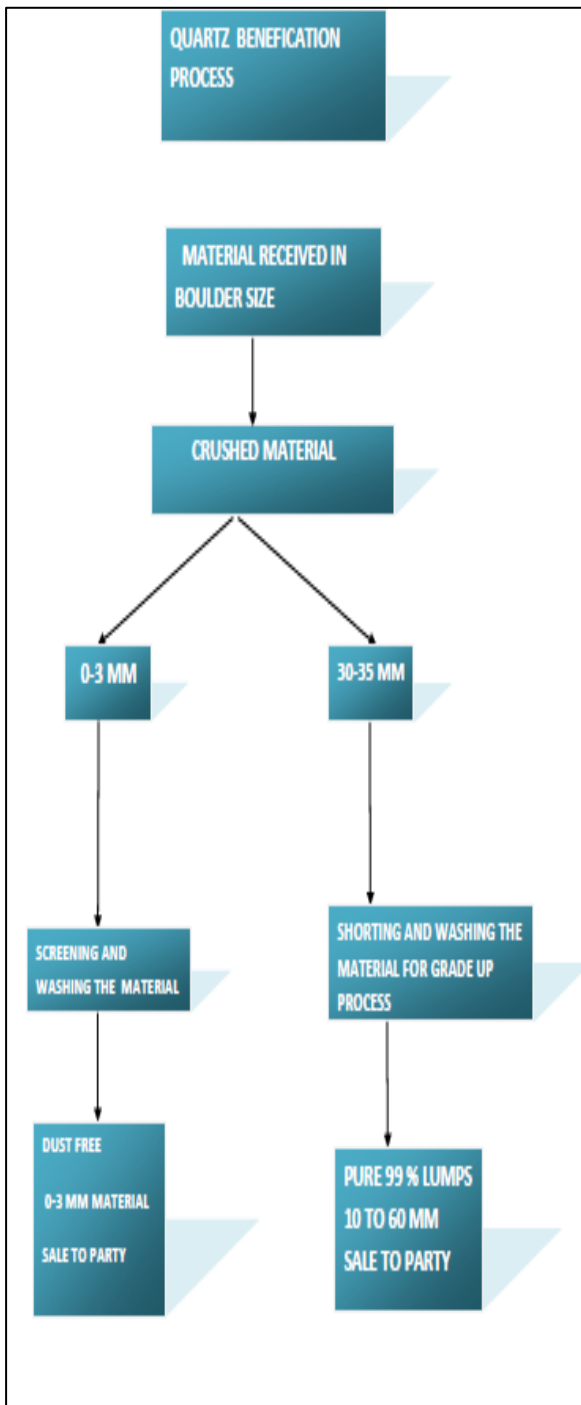 QUARTZ BENEFICATION
PROCESS
MATERIAL RECEIVED IN
BOULDER SIZE
CRUSHED MATERIAL
0-3 MM
30-35 MM
SCREENING AND
WASHING THE MATERIAL
SHORTING AND WASHING THE
MATERIAL FOR GRADE UP
PROCESS
DUST FREE
0-3 MM MATERIAL
SALE TO PARTY
PURE 99 % LUMPS
10 TO 60 MM
SALE TO PARTY